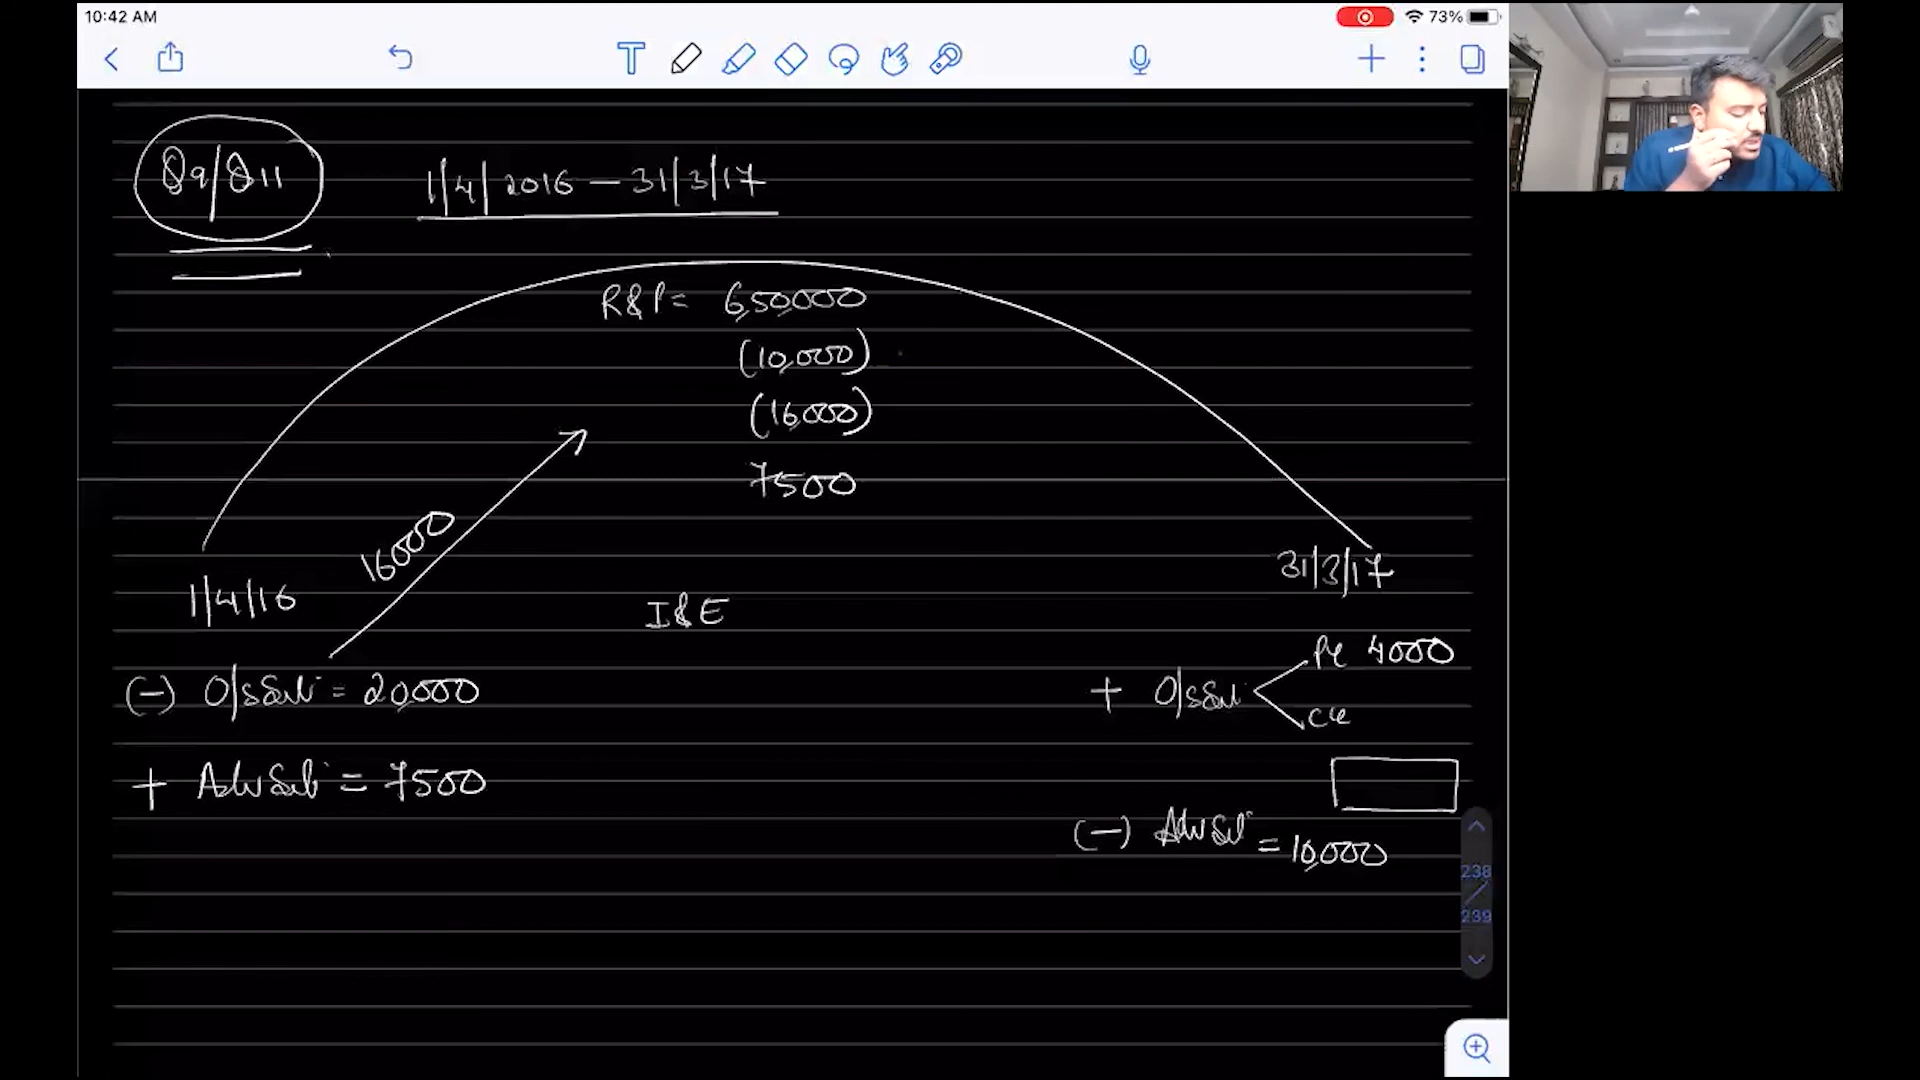 10:42 AM
73%
Q9/Q11
1/4/2016 — 31/3/17
R&P = 6,50,000
(10,000)
(16,000)
7500
16000
1/4/16
31/3/17
I&E
(-) O/s Sub = 20,000
+ O/s Sub
PY 4000
CY
+ Adv Sub = 7500
(-) Adv Sub = 10,000
238
239